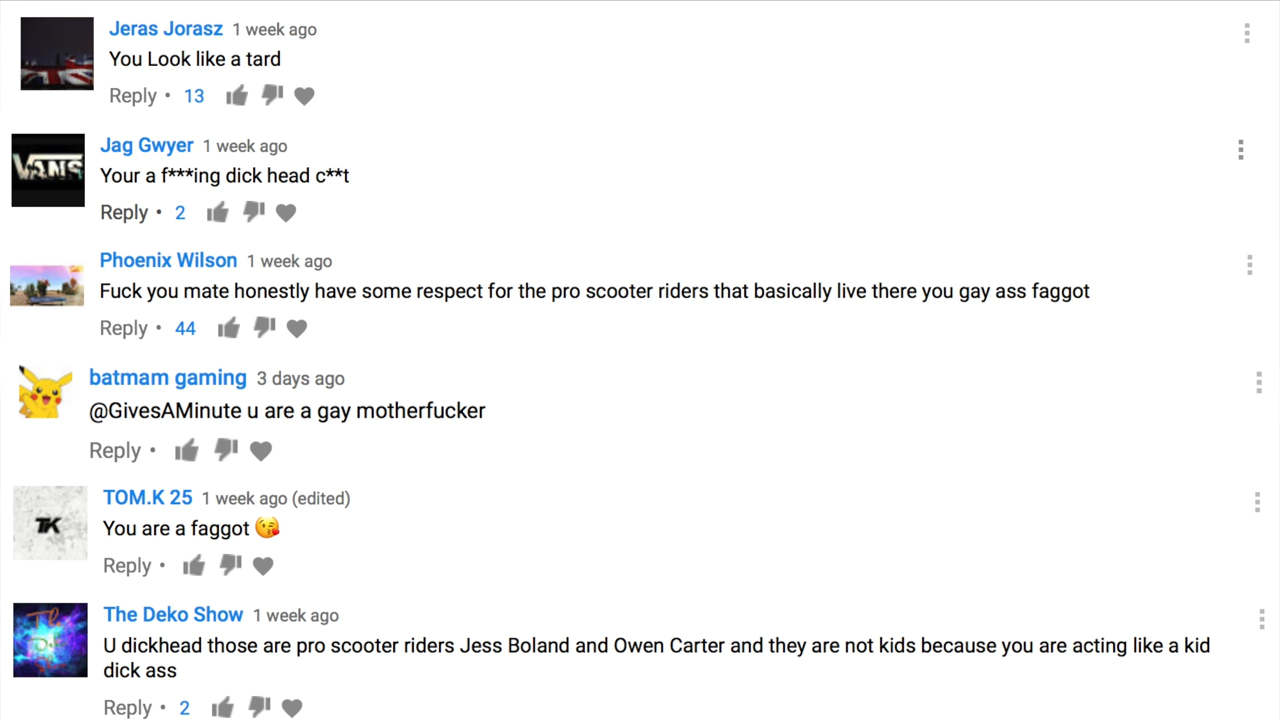 Jeras Jorasz 1 week ago
You Look like a tard
Reply • 13
VANS
Jag Gwyer 1 week ago
Your a f***ing dick head c**t
Reply • 2
Phoenix Wilson 1 week ago
Fuck you mate honestly have some respect for the pro scooter riders that basically live there you gay ass faggot
Reply • 44
batmam gaming 3 days ago
@GivesAMinute u are a gay motherfucker
Reply •
TK
TOM.K 25 1 week ago (edited)
You are a faggot 😘
Reply •
The Deko Show 1 week ago
U dickhead those are pro scooter riders Jess Boland and Owen Carter and they are not kids because you are acting like a kid
dick ass
Reply • 2